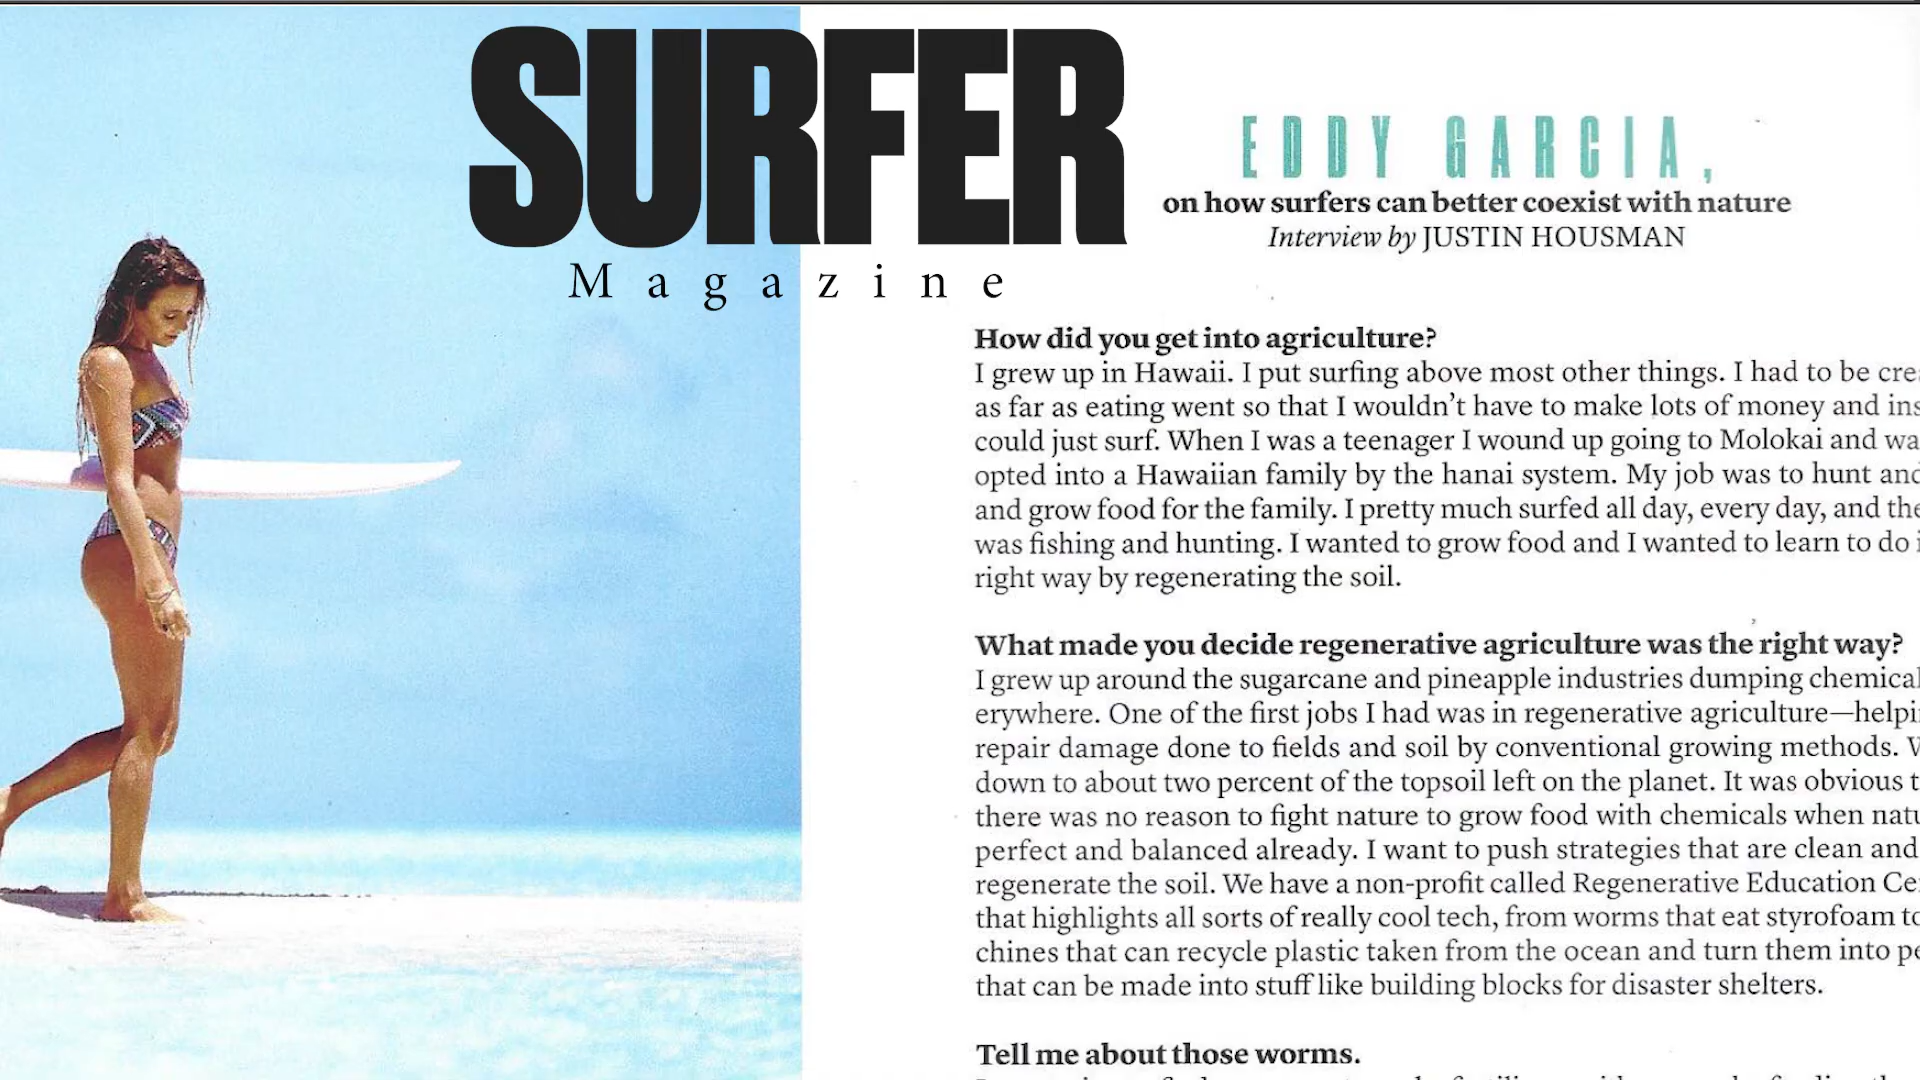 SURFER
Magazine
EDDY GARCIA,
on how surfers can better coexist with nature
Interview by JUSTIN HOUSMAN
How did you get into agriculture?
I grew up in Hawaii. I put surfing above most other things. I had to be
as far as eating went so that I wouldn't have to make lots of money and
could just surf. When I was a teenager I wound up going to Molokai and
opted into a Hawaiian family by the hanai system. My job was to hunt
and grow food for the family. I pretty much surfed all day, every day, and
was fishing and hunting. I wanted to grow food and I wanted to learn to do
right way by regenerating the soil.
What made you decide regenerative agriculture was the right way?
I grew up around the sugarcane and pineapple industries dumping
erywhere. One of the first jobs I had was in regenerative agriculture—
repair damage done to fields and soil by conventional growing methods.
down to about two percent of the topsoil left on the planet. It was obvious
there was no reason to fight nature to grow food with chemicals when
perfect and balanced already. I want to push strategies that are clean and
regenerate the soil. We have a non-profit called Regenerative Education
that highlights all sorts of really cool tech, from worms that eat styrofoam
chines that can recycle plastic taken from the ocean and turn them into
that can be made into stuff like building blocks for disaster shelters.
Tell me about those worms.